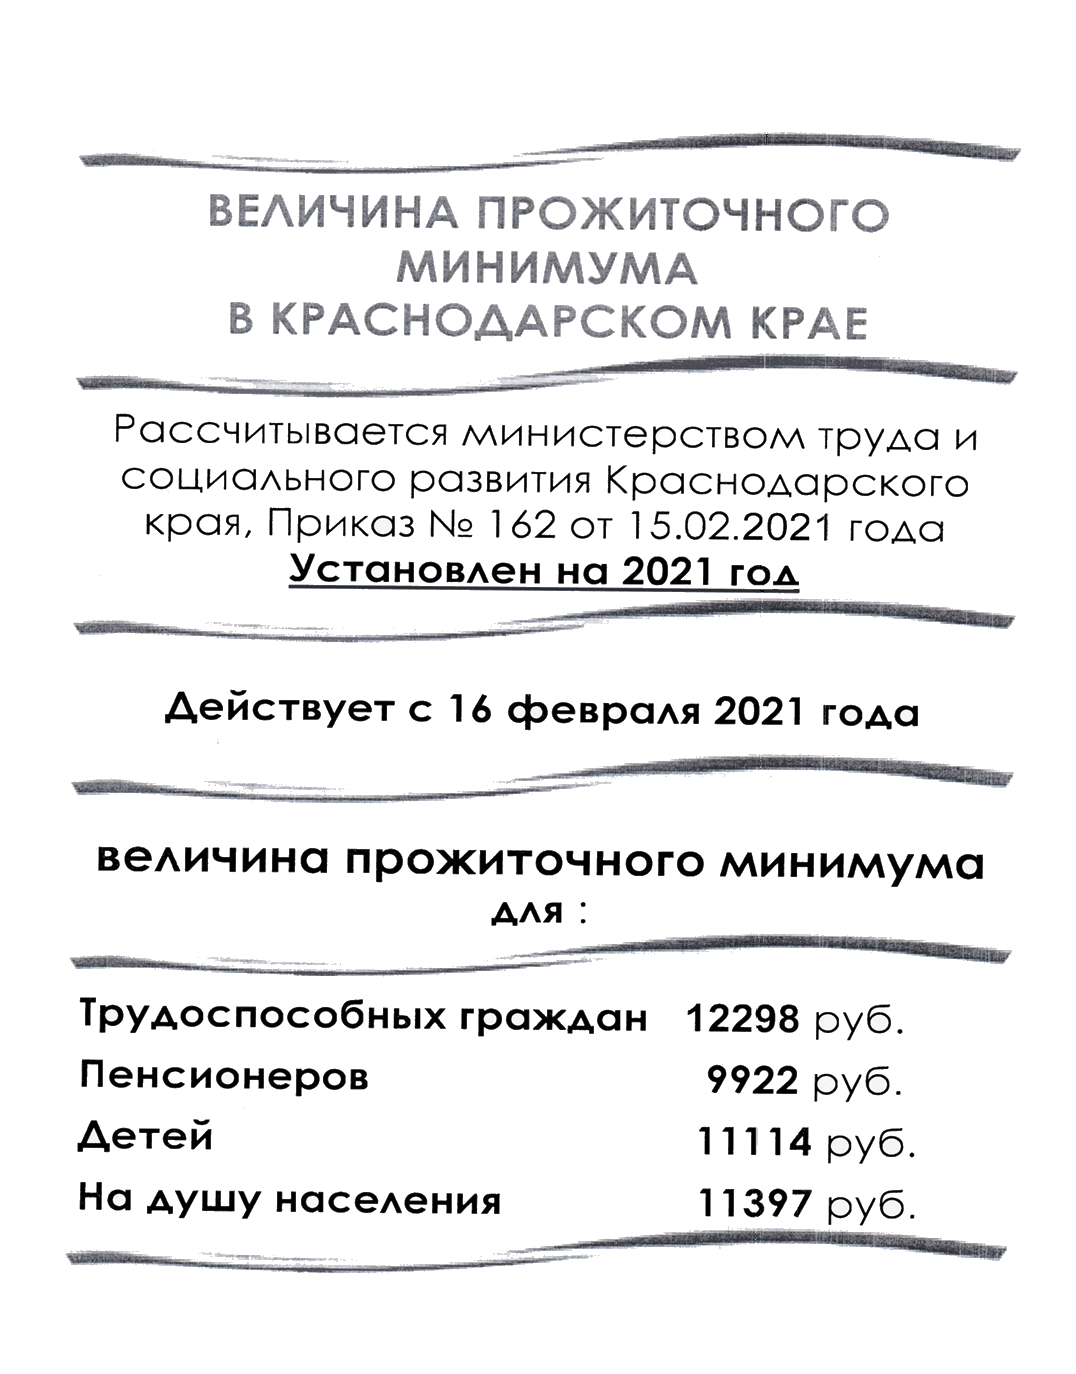 ВЕЛИЧИНА ПРОЖИТОЧНОГО
МИНИМУМА
В КРАСНОДАРСКОМ КРАЕ
Рассчитывается министерством труда и
социального развития Краснодарского
края, Приказ № 162 от 15.02.2021 года
Установлен на 2021 год
Действует с 16 февраля 2021 года
величина прожиточного минимума
для :
Трудоспособных граждан 12298 руб.
Пенсионеров 9922 руб.
Детей 11114 руб.
На душу населения 11397 руб.